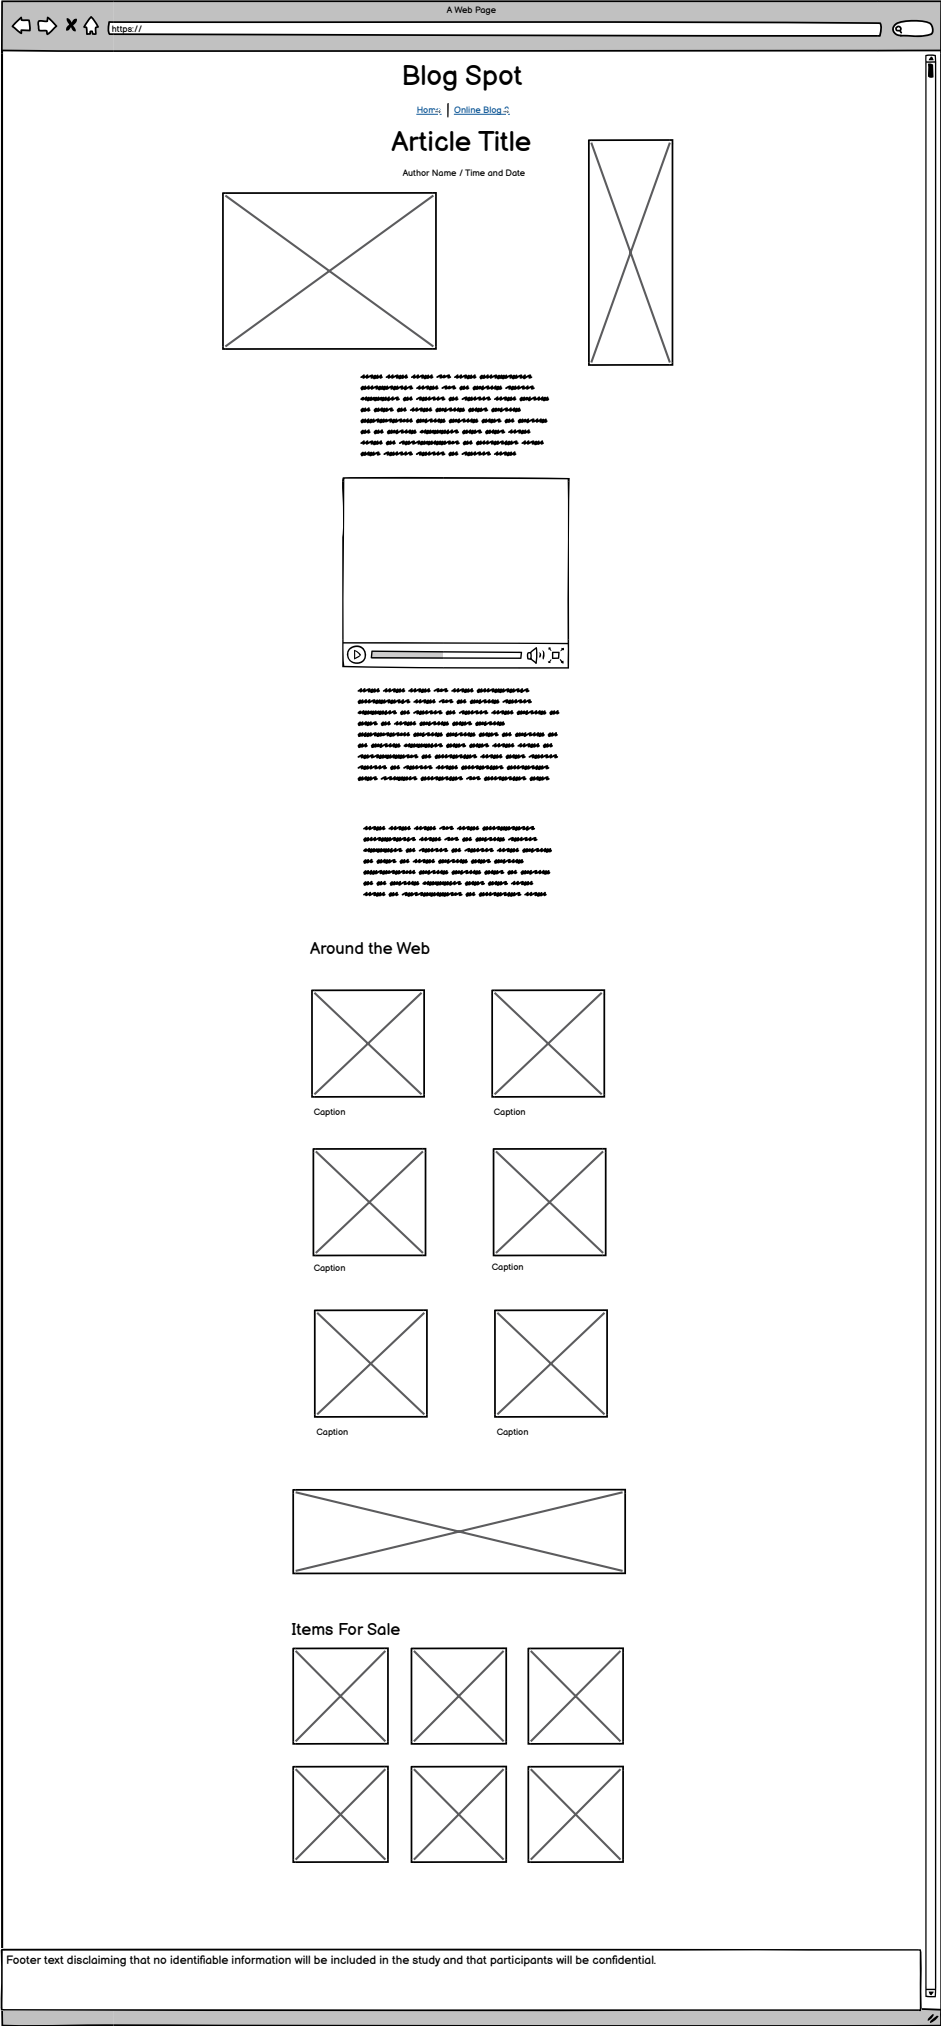 A Web Page
https://
Blog Spot
Home | Online Blog
Article Title
Author Name / Time and Date
Around the Web
Caption
Caption
Caption
Caption
Caption
Caption
Items For Sale
Footer text disclaiming that no identifiable information will be included in the study and that participants will be confidential.